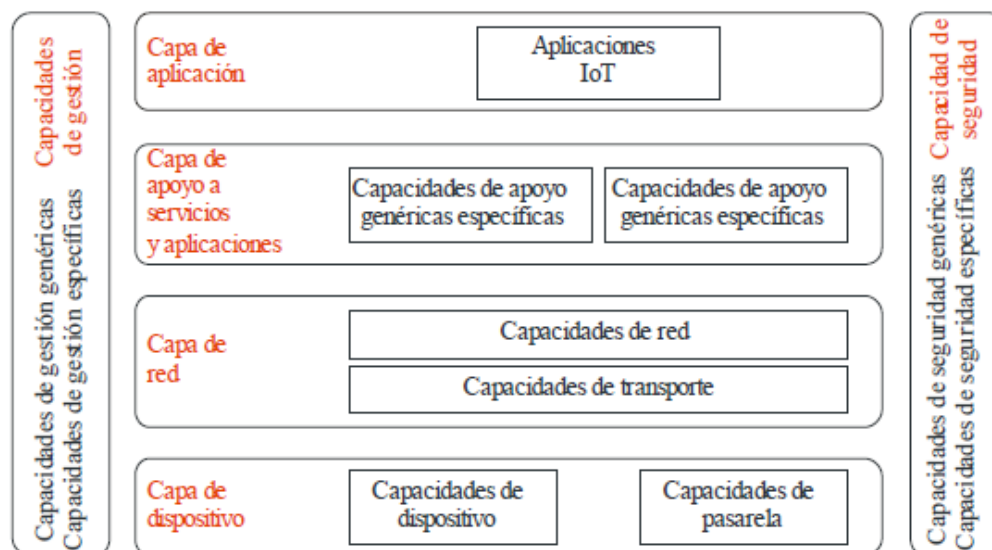 Capacidades
de gestión
Capacidades de gestión genéricas
Capacidades de gestión específicas
Capa de
aplicación
Aplicaciones
IoT
Capa de
apoyo a
servicios
y aplicaciones
Capacidades de apoyo
genéricas específicas
Capacidades de apoyo
genéricas específicas
Capa de
red
Capacidades de red
Capacidades de transporte
Capa de
dispositivo
Capacidades de
dispositivo
Capacidades de
pasarela
Capacidad de
seguridad
Capacidades de seguridad genéricas
Capacidades de seguridad específicas